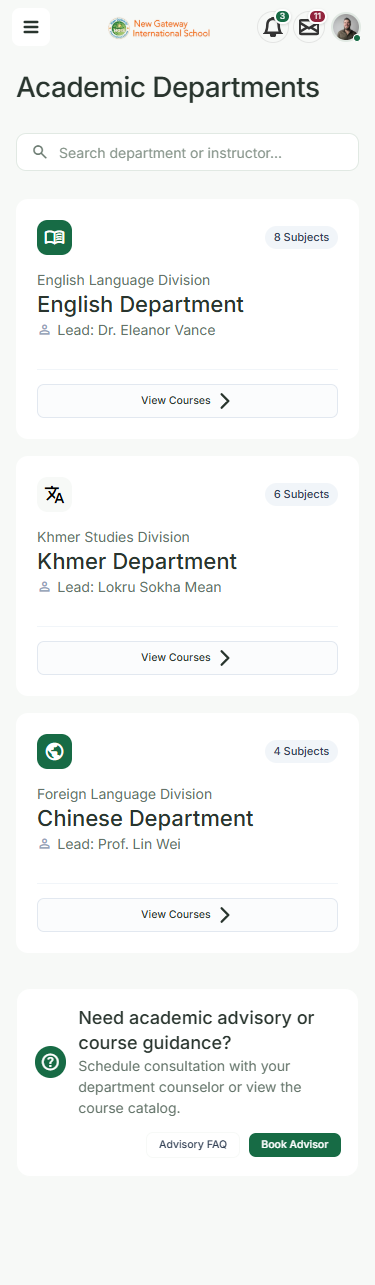 New Gateway
International School
3
11
Academic Departments
Search department or instructor...
8 Subjects
English Language Division
English Department
Lead: Dr. Eleanor Vance
View Courses
6 Subjects
Khmer Studies Division
Khmer Department
Lead: Lokru Sokha Mean
View Courses
4 Subjects
Foreign Language Division
Chinese Department
Lead: Prof. Lin Wei
View Courses
Need academic advisory or
course guidance?
Schedule consultation with your
department counselor or view the
course catalog.
Advisory FAQ
Book Advisor